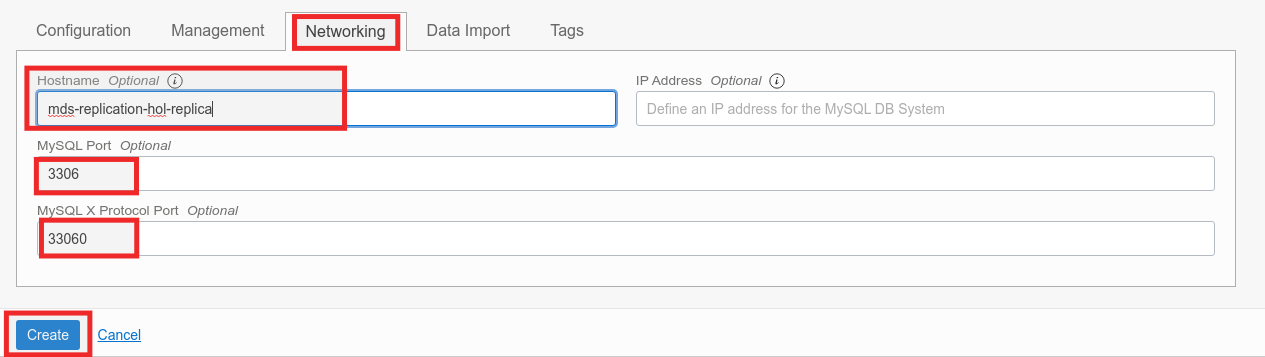 Configuration Management Networking Data Import Tags
Hostname Optional i IP Address Optional i
mds-replication-hol-replica Define an IP address for the MySQL DB System
MySQL Port Optional
3306
MySQL X Protocol Port Optional
33060
Create Cancel